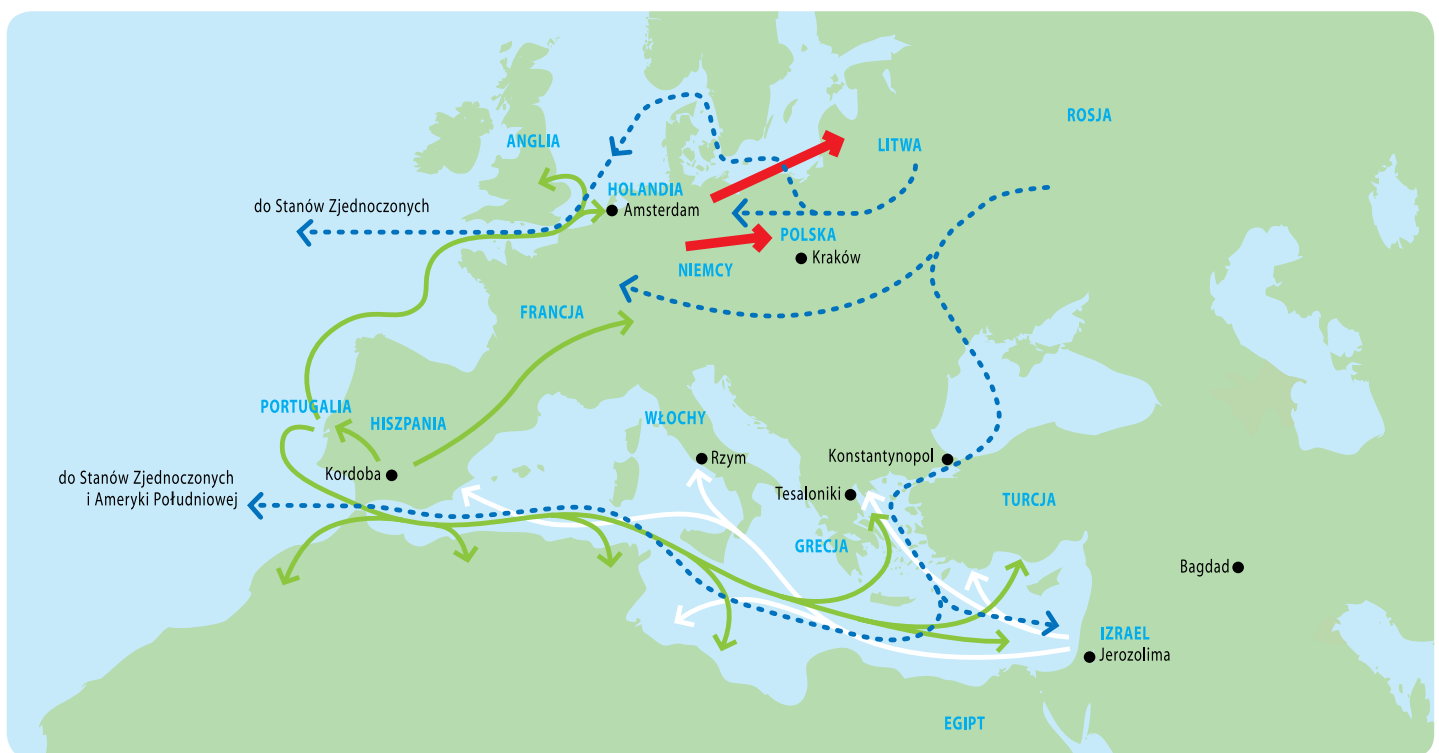 ROSJA
ANGLIA
LITWA
HOLANDIA
do Stanów Zjednoczonych
Amsterdam
POLSKA
Kraków
NIEMCY
FRANCJA
PORTUGALIA
HISZPANIA
WŁOCHY
Rzym
Konstantynopol
Kordoba
do Stanów Zjednoczonych
i Ameryki Południowej
Tesaloniki
TURCJA
GRECJA
Bagdad
IZRAEL
Jerozolima
EGIPT